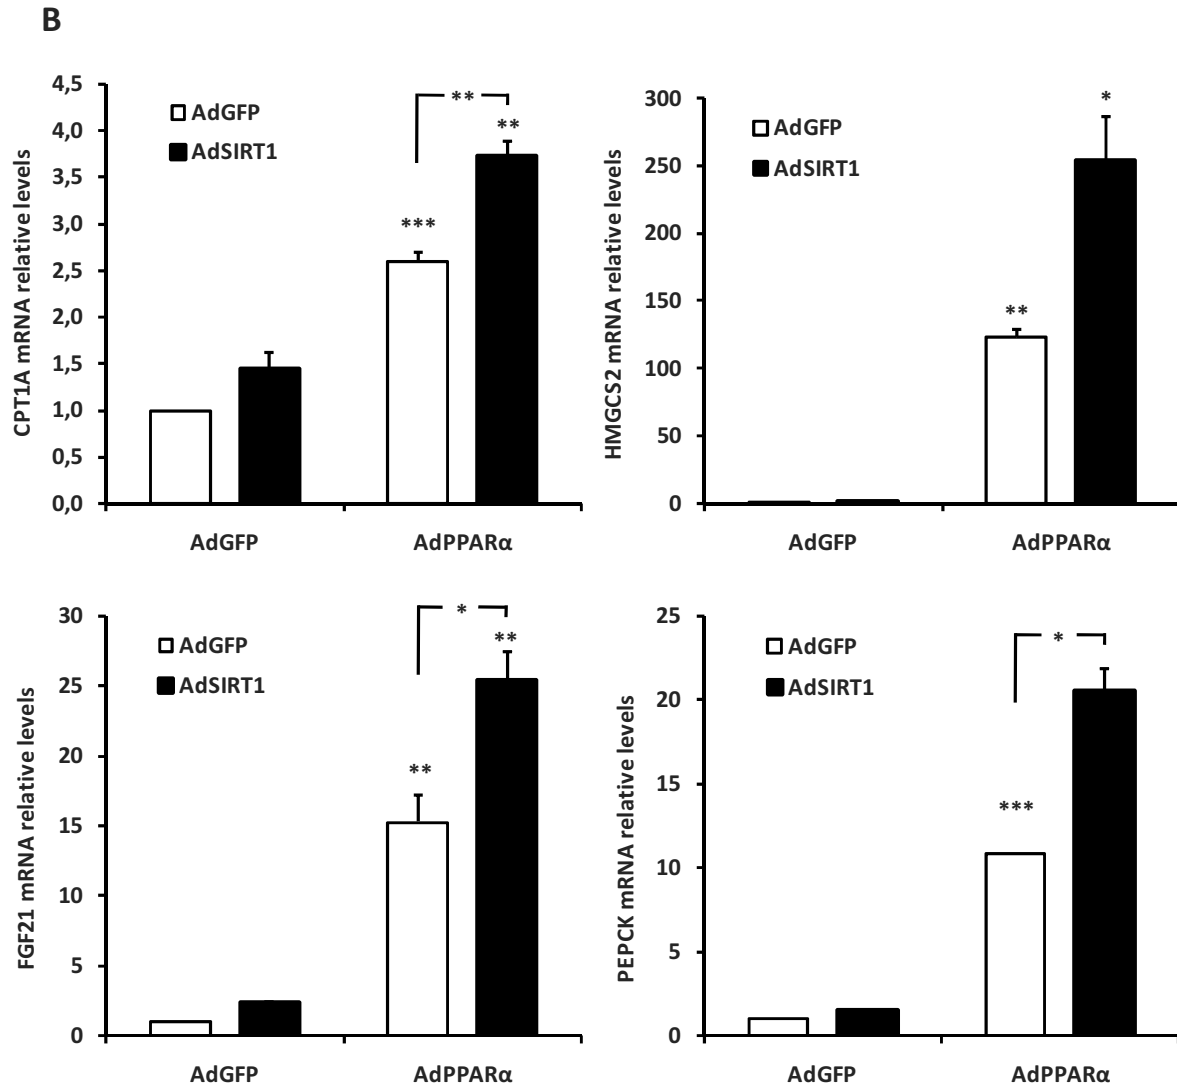 B
CPT1A mRNA relative levels
4,5
4,0
3,5
3,0
2,5
2,0
1,5
1,0
0,5
0,0
AdGFP
AdSIRT1
**
**
***
AdGFP
AdPPARα
HMGCS2 mRNA relative levels
300
250
200
150
100
50
0
AdGFP
AdSIRT1
*
**
AdGFP
AdPPARα
FGF21 mRNA relative levels
30
25
20
15
10
5
0
AdGFP
AdSIRT1
*
**
**
AdGFP
AdPPARα
PEPCK mRNA relative levels
25
20
15
10
5
0
AdGFP
AdSIRT1
*
***
AdGFP
AdPPARα